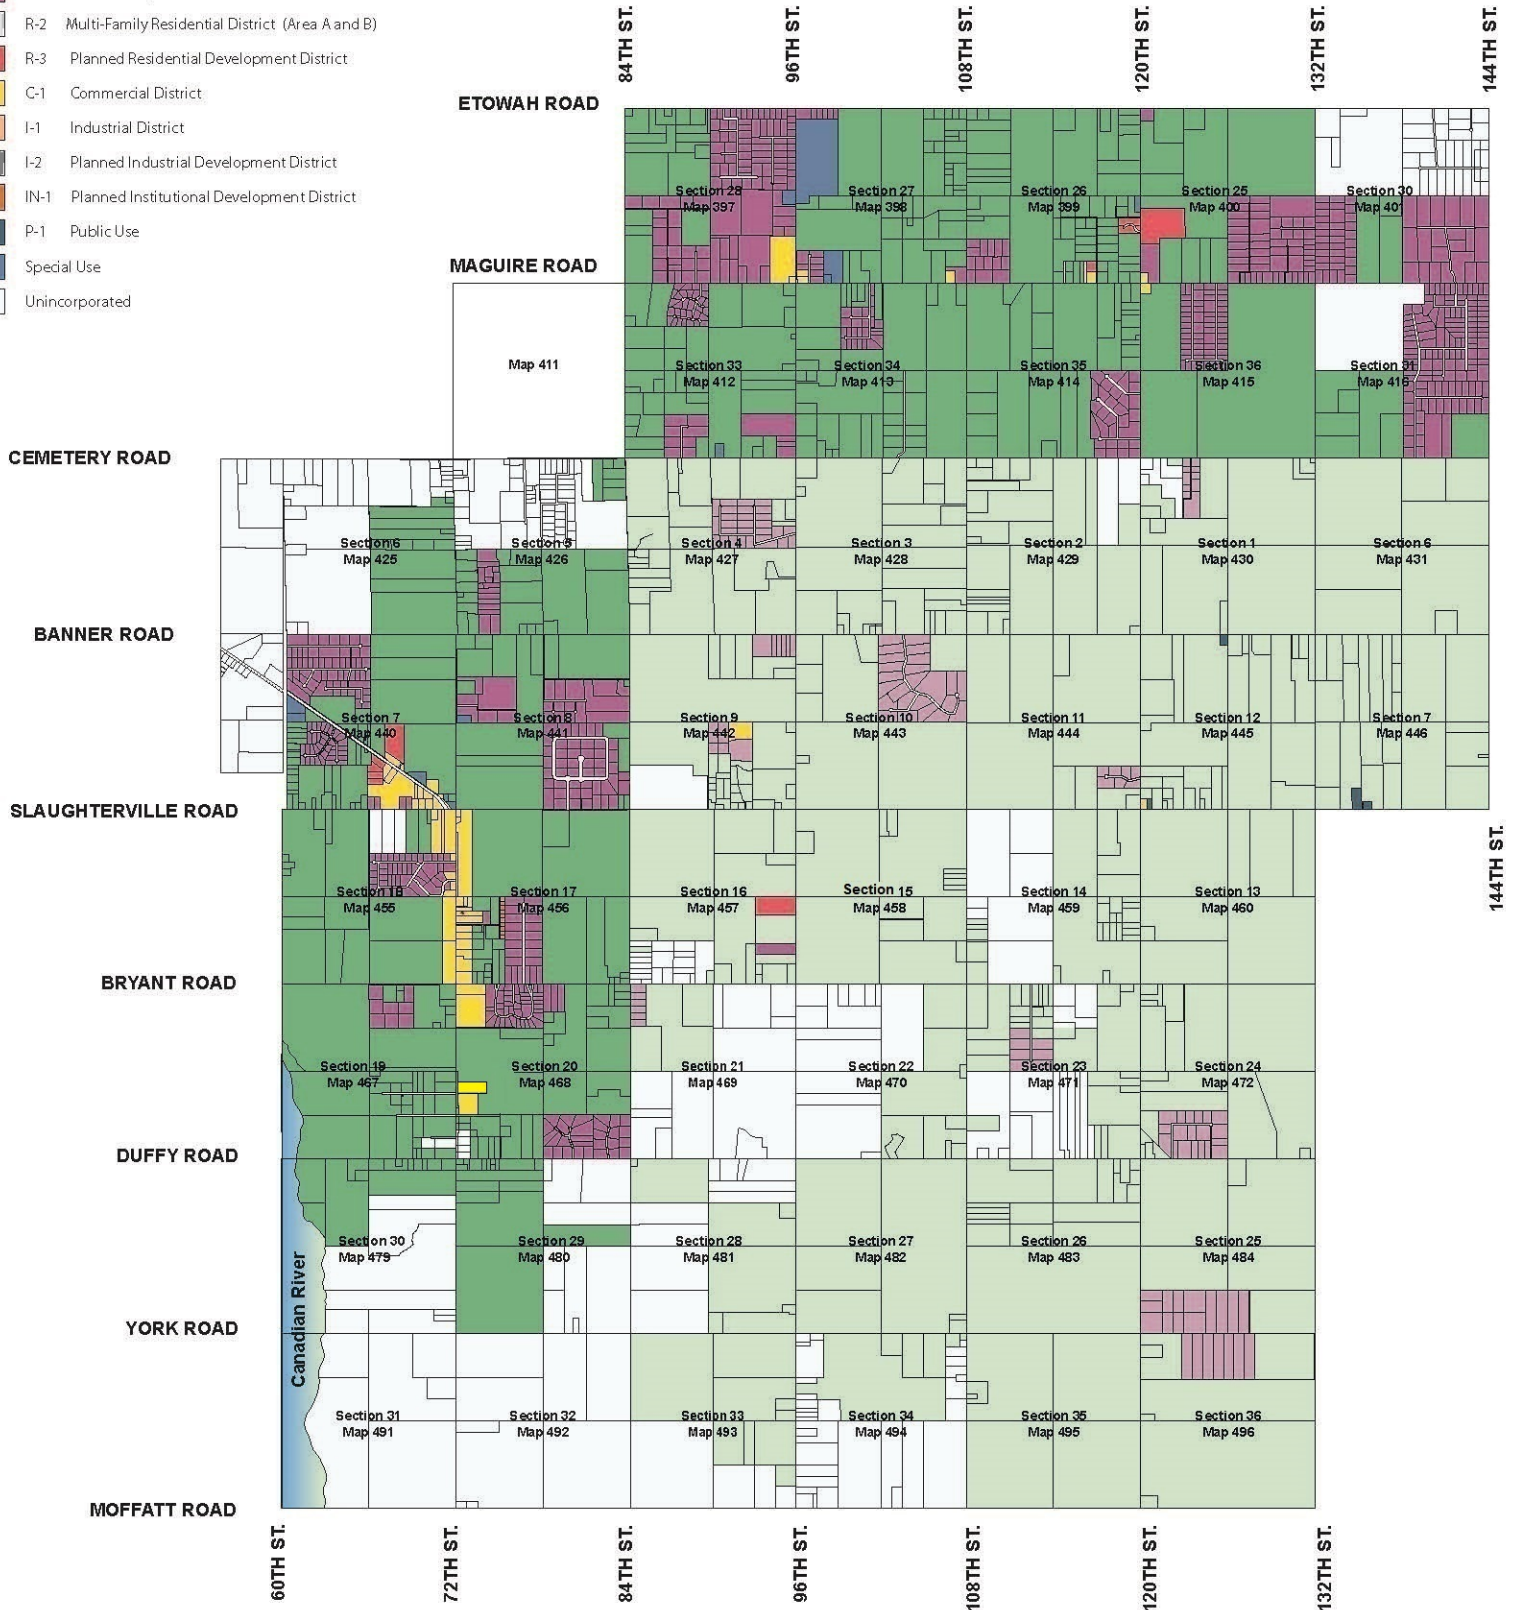 R-2 Multi-Family Residential District (Area A and B)
R-3 Planned Residential Development District
C-1 Commercial District
I-1 Industrial District
I-2 Planned Industrial Development District
IN-1 Planned Institutional Development District
P-1 Public Use
Special Use
Unincorporated
84TH ST.
96TH ST.
108TH ST.
120TH ST.
132TH ST.
144TH ST.
ETOWAH ROAD
Section 28
Map 397
Section 27
Map 398
Section 26
Map 399
Section 25
Map 400
Section 30
Map 401
MAGUIRE ROAD
Map 411
Section 33
Map 412
Section 34
Map 413
Section 35
Map 414
Section 36
Map 415
Section 31
Map 416
CEMETERY ROAD
Section 6
Map 425
Section 5
Map 426
Section 4
Map 427
Section 3
Map 428
Section 2
Map 429
Section 1
Map 430
Section 6
Map 431
BANNER ROAD
Section 7
Map 440
Section 8
Map 441
Section 9
Map 442
Section 10
Map 443
Section 11
Map 444
Section 12
Map 445
Section 7
Map 446
SLAUGHTERVILLE ROAD
144TH ST.
Section 18
Map 455
Section 17
Map 456
Section 16
Map 457
Section 15
Map 458
Section 14
Map 459
Section 13
Map 460
BRYANT ROAD
Section 19
Map 467
Section 20
Map 468
Section 21
Map 469
Section 22
Map 470
Section 23
Map 471
Section 24
Map 472
DUFFY ROAD
Section 30
Map 479
Section 29
Map 480
Section 28
Map 481
Section 27
Map 482
Section 26
Map 483
Section 25
Map 484
Canadian River
YORK ROAD
Section 31
Map 491
Section 32
Map 492
Section 33
Map 493
Section 34
Map 494
Section 35
Map 495
Section 36
Map 496
MOFFATT ROAD
60TH ST.
72TH ST.
84TH ST.
96TH ST.
108TH ST.
120TH ST.
132TH ST.